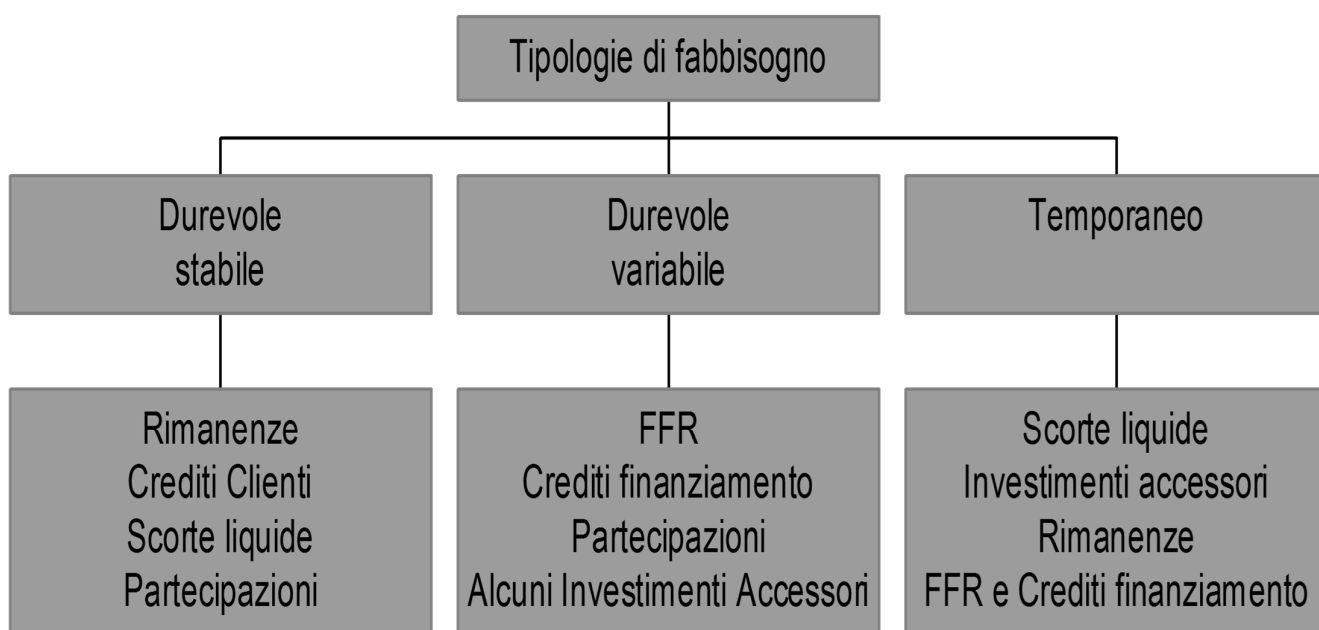 Tipologie di fabbisogno
Durevole
stabile
Durevole
variabile
Temporaneo
Rimanenze
Crediti Clienti
Scorte liquide
Partecipazioni
FFR
Crediti finanziamento
Partecipazioni
Alcuni Investimenti Accessori
Scorte liquide
Investimenti accessori
Rimanenze
FFR e Crediti finanziamento